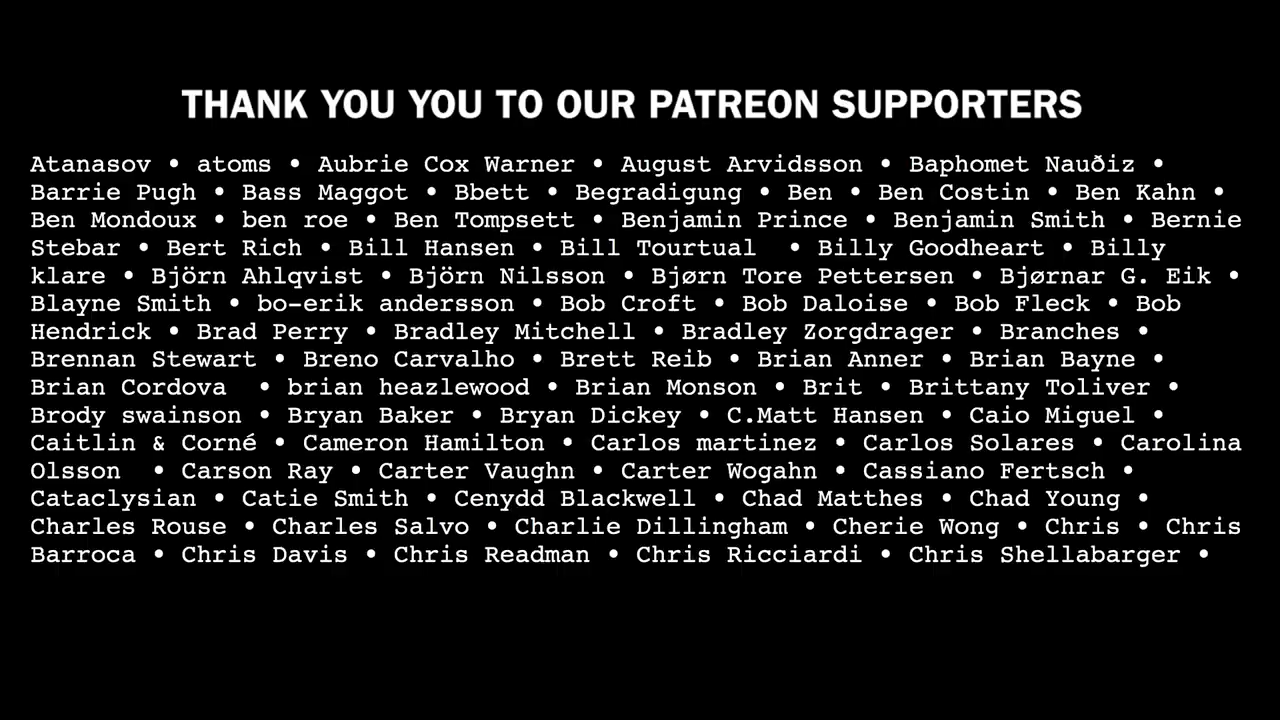 THANK YOU YOU TO OUR PATREON SUPPORTERS
Atanasov • atoms • Aubrie Cox Warner • August Arvidsson • Baphomet Nauðiz •
Barrie Pugh • Bass Maggot • Bbett • Begradigung • Ben • Ben Costin • Ben Kahn •
Ben Mondoux • ben roe • Ben Tompsett • Benjamin Prince • Benjamin Smith • Bernie
Stebar • Bert Rich • Bill Hansen • Bill Tourtual • Billy Goodheart • Billy
klare • Björn Ahlqvist • Björn Nilsson • Bjørn Tore Pettersen • Bjørnar G. Eik •
Blayne Smith • bo-erik andersson • Bob Croft • Bob Daloise • Bob Fleck • Bob
Hendrick • Brad Perry • Bradley Mitchell • Bradley Zorgdrager • Branches •
Brennan Stewart • Breno Carvalho • Brett Reib • Brian Anner • Brian Bayne •
Brian Cordova • brian heazlewood • Brian Monson • Brit • Brittany Toliver •
Brody swainson • Bryan Baker • Bryan Dickey • C.Matt Hansen • Caio Miguel •
Caitlin & Corné • Cameron Hamilton • Carlos martinez • Carlos Solares • Carolina
Olsson • Carson Ray • Carter Vaughn • Carter Wogahn • Cassiano Fertsch •
Cataclysian • Catie Smith • Cenydd Blackwell • Chad Matthes • Chad Young •
Charles Rouse • Charles Salvo • Charlie Dillingham • Cherie Wong • Chris • Chris
Barroca • Chris Davis • Chris Readman • Chris Ricciardi • Chris Shellabarger •